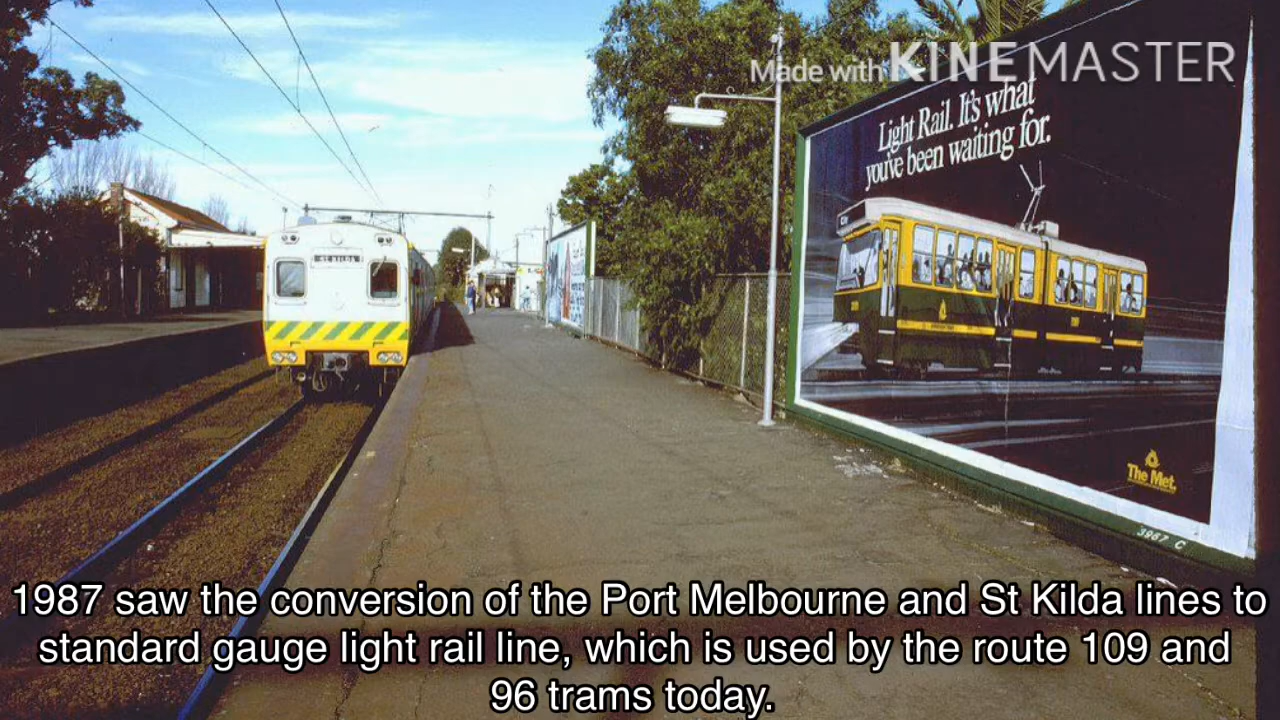 Made with KINEMASTER
Light Rail. It's what
you've been waiting for.
ST KILDA
The Met.
3967 C
1987 saw the conversion of the Port Melbourne and St Kilda lines to
standard gauge light rail line, which is used by the route 109 and
96 trams today.